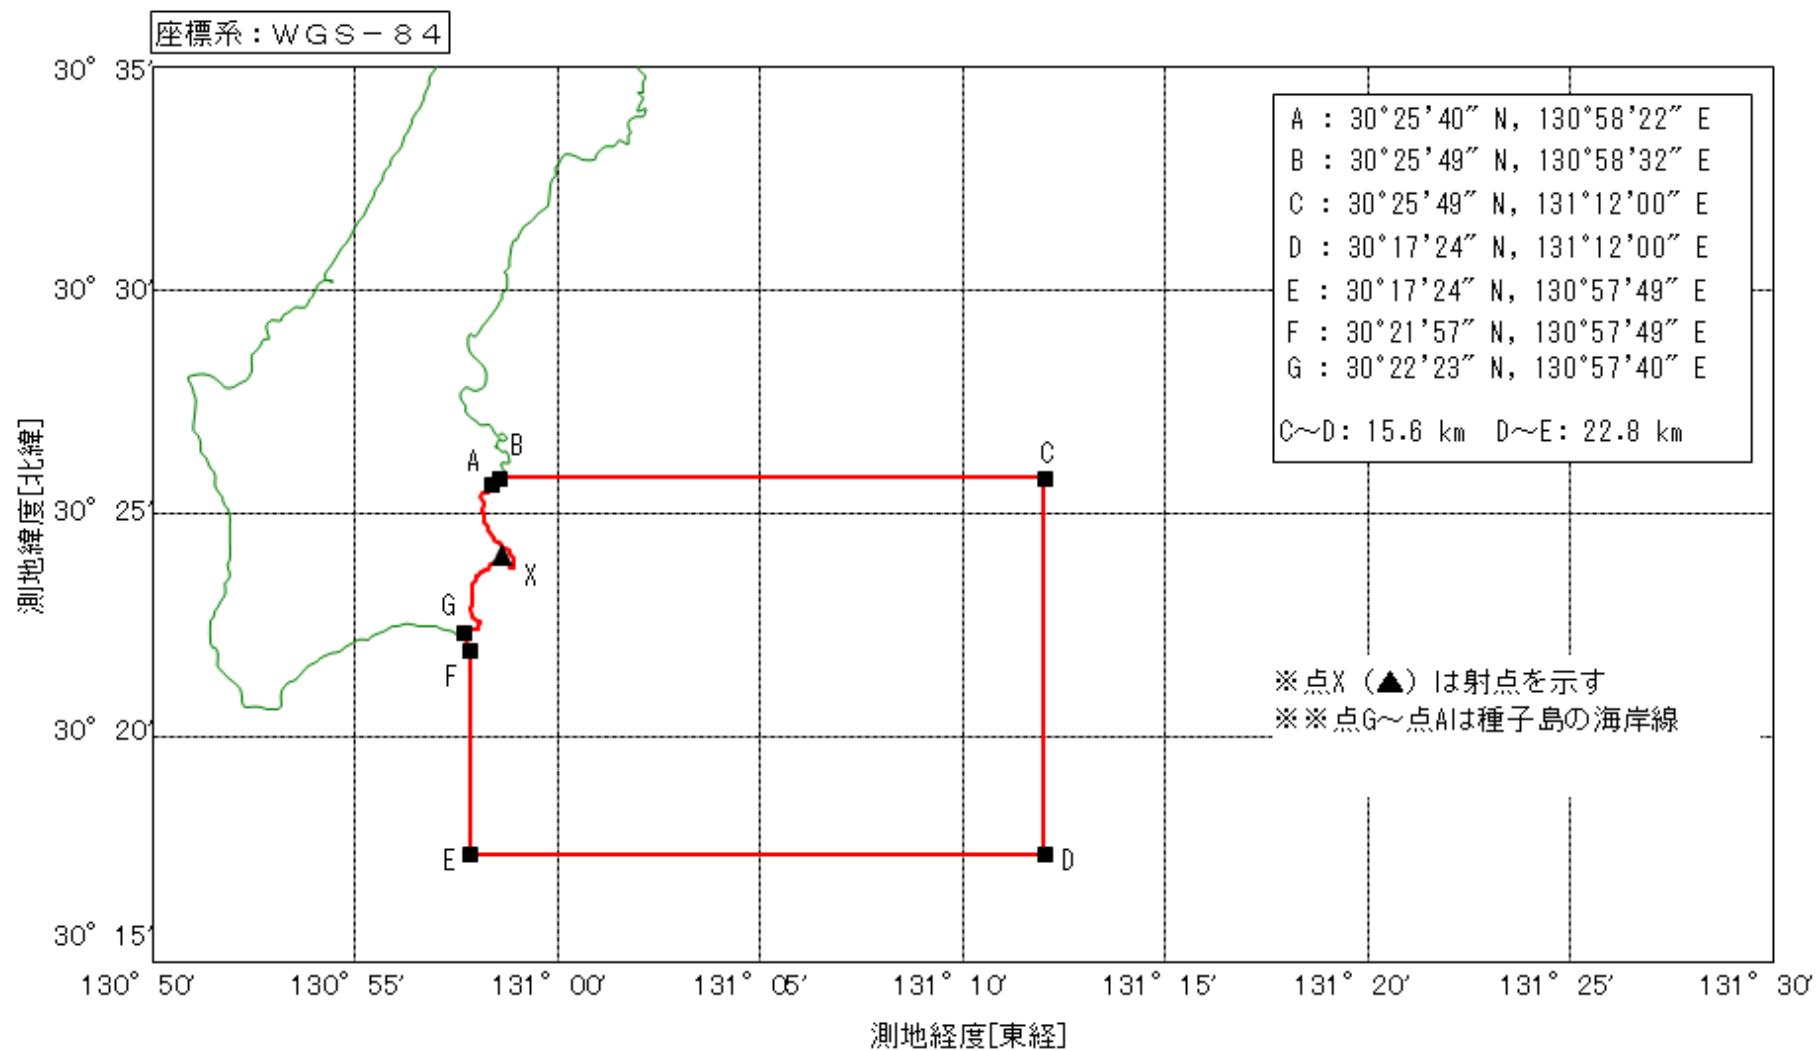 座標系：ＷＧＳ－８４
30° 35′
30° 30′
30° 25′
30° 20′
30° 15′
測地緯度[北緯]
A : 30°25′40″ N, 130°58′22″ E
B : 30°25′49″ N, 130°58′32″ E
C : 30°25′49″ N, 131°12′00″ E
D : 30°17′24″ N, 131°12′00″ E
E : 30°17′24″ N, 130°57′49″ E
F : 30°21′57″ N, 130°57′49″ E
G : 30°22′23″ N, 130°57′40″ E
C～D: 15.6 km D～E: 22.8 km
A
B
C
X
G
F
E
D
※点X（▲）は射点を示す
※※点G～点Aは種子島の海岸線
130° 50′
130° 55′
131° 00′
131° 05′
131° 10′
131° 15′
131° 20′
131° 25′
131° 30′
測地経度[東経]